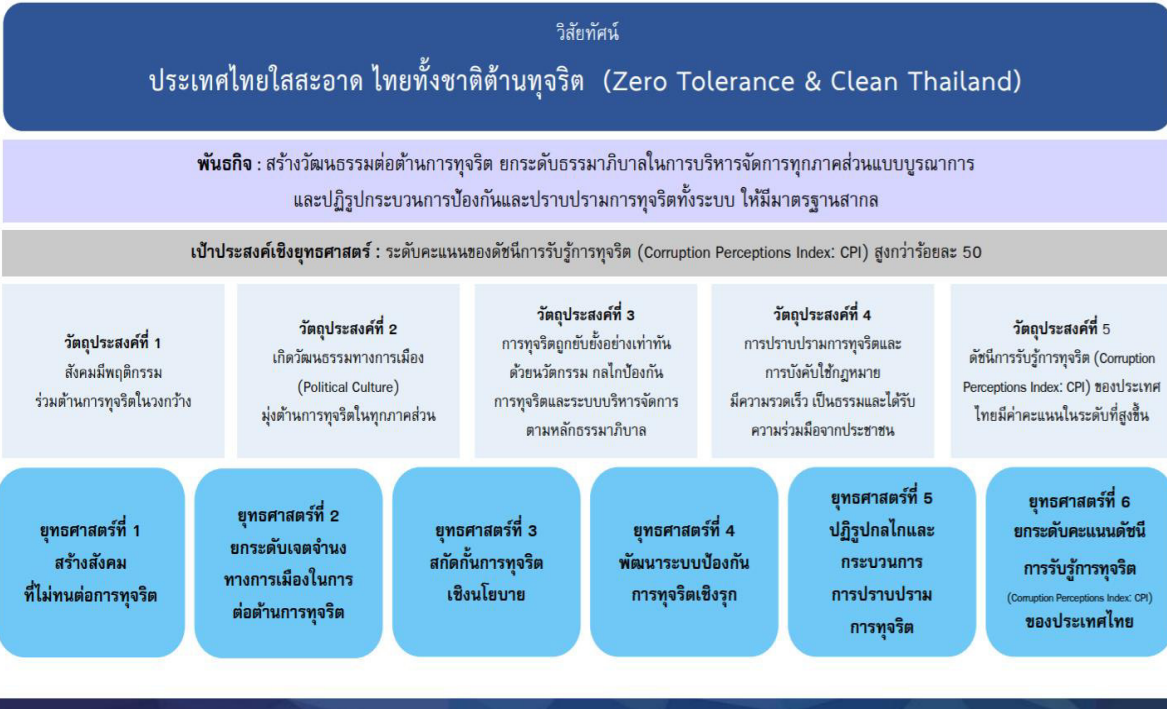 วิสัยทัศน์
ประเทศไทยใสสะอาด ไทยทั้งชาติต้านทุจริต (Zero Tolerance & Clean Thailand)
พันธกิจ : สร้างวัฒนธรรมต่อต้านการทุจริต ยกระดับธรรมาภิบาลในการบริหารจัดการทุกภาคส่วนแบบบูรณาการ
และปฏิรูปกระบวนการป้องกันและปราบปรามการทุจริตทั้งระบบ ให้มีมาตรฐานสากล
เป้าประสงค์เชิงยุทธศาสตร์ : ระดับคะแนนของดัชนีการรับรู้การทุจริต (Corruption Perceptions Index: CPI) สูงกว่าร้อยละ 50
วัตถุประสงค์ที่ 1
สังคมมีพฤติกรรม
ร่วมต้านการทุจริตในวงกว้าง
วัตถุประสงค์ที่ 2
เกิดวัฒนธรรมทางการเมือง
(Political Culture)
มุ่งต้านการทุจริตในทุกภาคส่วน
วัตถุประสงค์ที่ 3
การทุจริตถูกยับยั้งอย่างเท่าทัน
ด้วยนวัตกรรม กลไกป้องกัน
การทุจริตและระบบบริหารจัดการ
ตามหลักธรรมาภิบาล
วัตถุประสงค์ที่ 4
การปราบปรามการทุจริตและ
การบังคับใช้กฎหมาย
มีความรวดเร็ว เป็นธรรมและได้รับ
ความร่วมมือจากประชาชน
วัตถุประสงค์ที่ 5
ดัชนีการรับรู้การทุจริต (Corruption
Perceptions Index: CPI) ของประเทศ
ไทยมีค่าคะแนนในระดับที่สูงขึ้น
ยุทธศาสตร์ที่ 1
สร้างสังคม
ที่ไม่ทนต่อการทุจริต
ยุทธศาสตร์ที่ 2
ยกระดับเจตจำนง
ทางการเมืองในการ
ต่อต้านการทุจริต
ยุทธศาสตร์ที่ 3
สกัดกั้นการทุจริต
เชิงนโยบาย
ยุทธศาสตร์ที่ 4
พัฒนาระบบป้องกัน
การทุจริตเชิงรุก
ยุทธศาสตร์ที่ 5
ปฏิรูปกลไกและ
กระบวนการ
การปราบปราม
การทุจริต
ยุทธศาสตร์ที่ 6
ยกระดับคะแนนดัชนี
การรับรู้การทุจริต
(Corruption Perceptions Index: CPI)
ของประเทศไทย